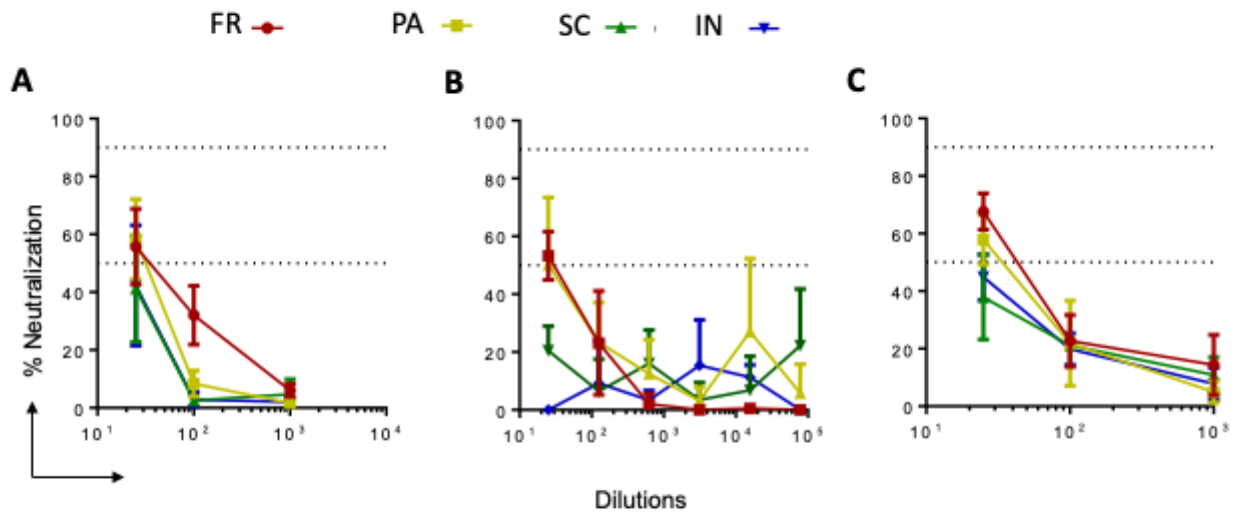 FR PA SC IN
A B C
% Neutralization
100 100 100
80 80 80
60 60 60
40 40 40
20 20 20
0 0 0
10¹ 10² 10³ 10⁴ 10¹ 10² 10³ 10⁴ 10⁵ 10¹ 10² 10³
Dilutions